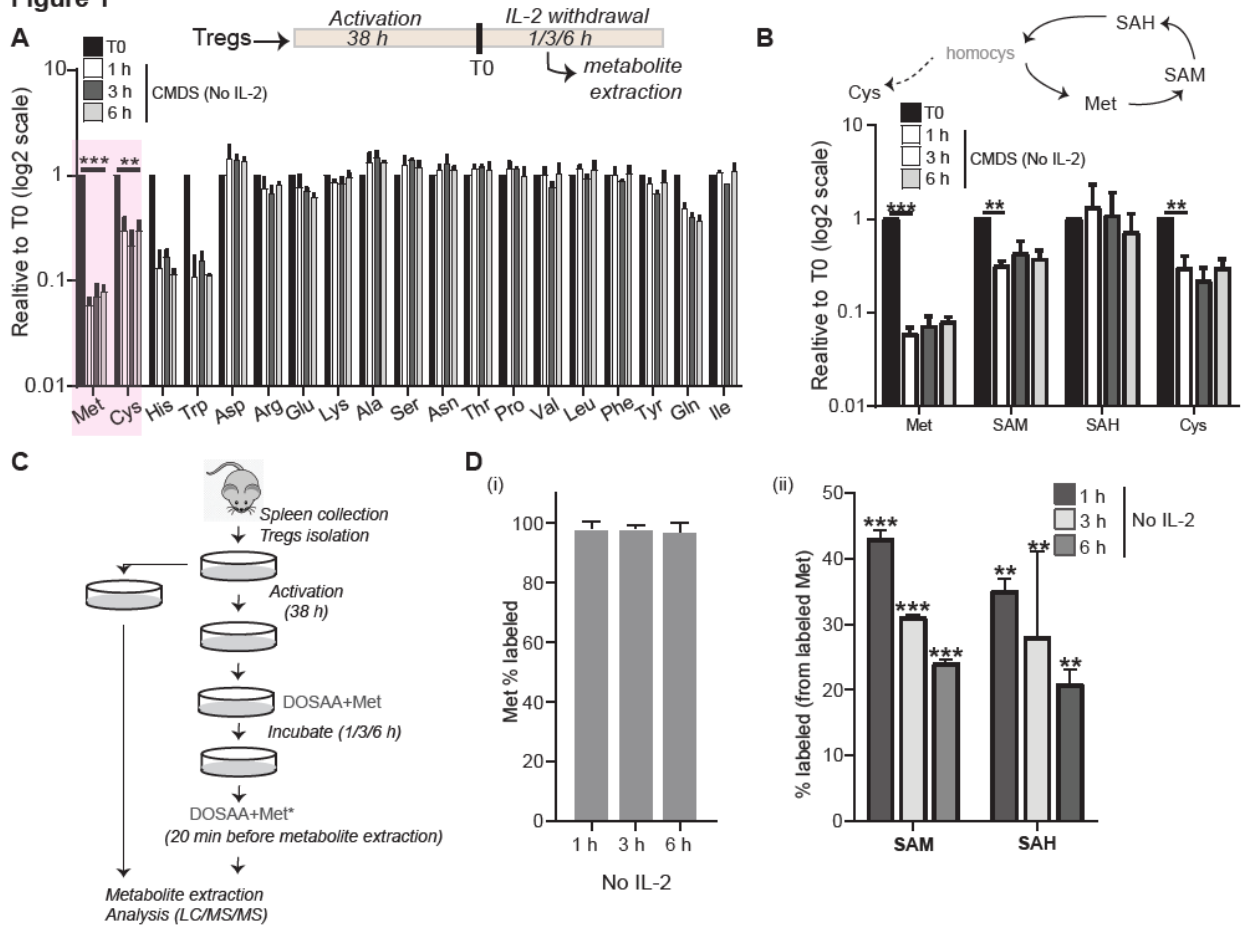 Figure 1
A
Activation
IL-2 withdrawal
Tregs
38 h
1/3/6 h
T0
metabolite
extraction
T0
1 h
3 h
6 h
CMDS (No IL-2)
Realtive to T0 (log2 scale)
10
1
0.1
0.01
*** **
Met Cys His Trp Asp Arg Glu Lys Ala Ser Asn Thr Pro Val Leu Phe Tyr Gln Ile
B
SAH
homocys
SAM
Cys
Met
T0
1 h
3 h
6 h
CMDS (No IL-2)
Realtive to T0 (log2 scale)
10
1
0.1
0.01
*** ** **
Met SAM SAH Cys
C
Spleen collection
Tregs isolation
Activation
(38 h)
DOSAA+Met
Incubate (1/3/6 h)
DOSAA+Met*
(20 min before metabolite extraction)
Metabolite extraction
Analysis (LC/MS/MS)
D
(i)
Met % labeled
100
80
60
40
20
0
1 h 3 h 6 h
No IL-2
(ii)
% labeled (from labeled Met)
50
40
30
20
10
0
1 h
3 h
6 h
No IL-2
*** *** *** ** ** **
SAM SAH